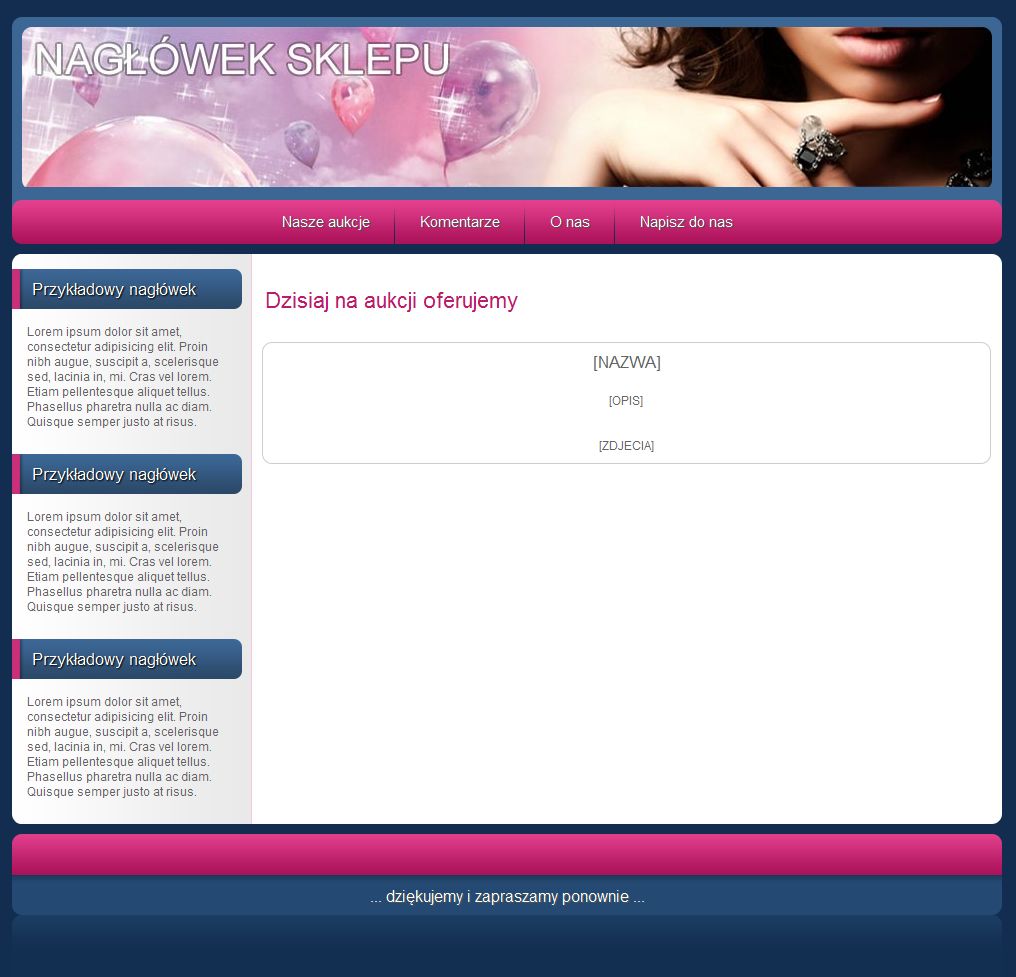 NAGŁÓWEK SKLEPU
Nasze aukcje Komentarze O nas Napisz do nas
Przykładowy nagłówek
Lorem ipsum dolor sit amet,
consectetur adipisicing elit. Proin
nibh augue, suscipit a, scelerisque
sed, lacinia in, mi. Cras vel lorem.
Etiam pellentesque aliquet tellus.
Phasellus pharetra nulla ac diam.
Quisque semper justo at risus.
Przykładowy nagłówek
Lorem ipsum dolor sit amet,
consectetur adipisicing elit. Proin
nibh augue, suscipit a, scelerisque
sed, lacinia in, mi. Cras vel lorem.
Etiam pellentesque aliquet tellus.
Phasellus pharetra nulla ac diam.
Quisque semper justo at risus.
Przykładowy nagłówek
Lorem ipsum dolor sit amet,
consectetur adipisicing elit. Proin
nibh augue, suscipit a, scelerisque
sed, lacinia in, mi. Cras vel lorem.
Etiam pellentesque aliquet tellus.
Phasellus pharetra nulla ac diam.
Quisque semper justo at risus.
Dzisiaj na aukcji oferujemy
[NAZWA]
[OPIS]
[ZDJECIA]
... dziękujemy i zapraszamy ponownie ...